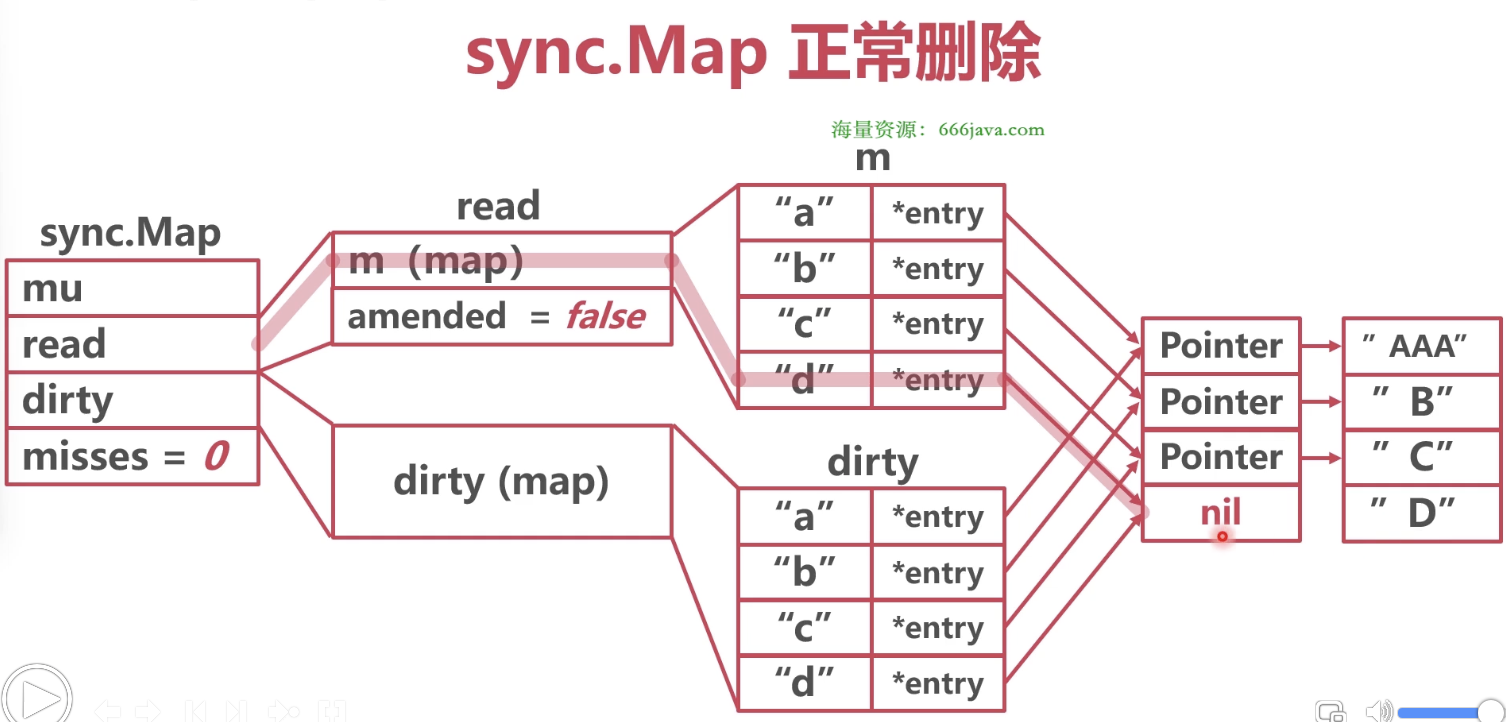 sync.Map 正常删除
海量资源：666java.com
sync.Map
mu
read
dirty
misses = 0
read
m (map)
amended = false
dirty (map)
m
“a” *entry
“b” *entry
“c” *entry
“d” *entry
dirty
“a” *entry
“b” *entry
“c” *entry
“d” *entry
Pointer ” AAA”
Pointer ” B”
Pointer ” C”
nil ” D”